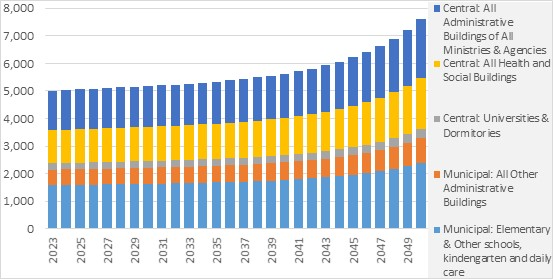 8,000
7,000
6,000
5,000
4,000
3,000
2,000
1,000
0
2023
2025
2027
2029
2031
2033
2035
2037
2039
2041
2043
2045
2047
2049
Central: All
Administrative
Buildings of All
Ministries & Agencies
Central: All Health and
Social Buildings
Central: Universities &
Dormitories
Municipal: All Other
Administrative
Buildings
Municipal: Elementary
& Other schools,
kindengarten and daily
care